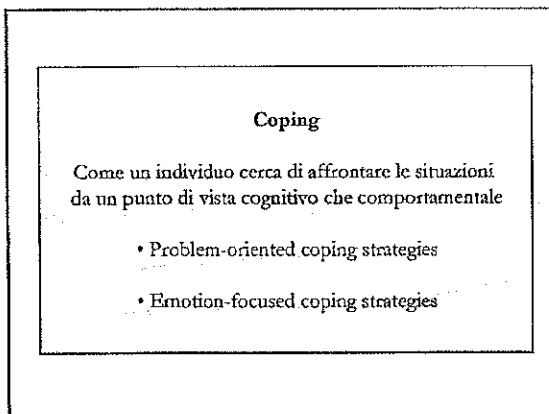 Coping
Come un individuo cerca di affrontare le situazioni
da un punto di vista cognitivo che comportamentale
• Problem-oriented coping strategies
• Emotion-focused coping strategies